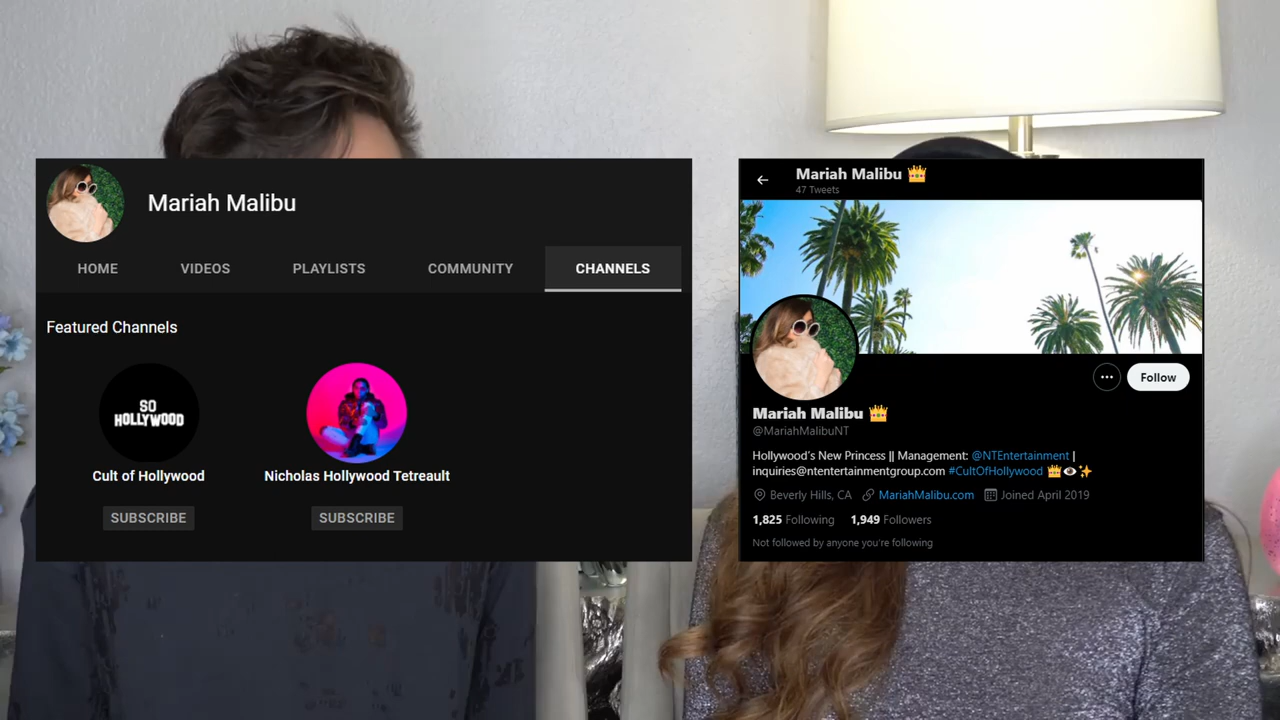 Mariah Malibu
HOME VIDEOS PLAYLISTS COMMUNITY CHANNELS
Featured Channels
SO
HOLLYWOOD
Cult of Hollywood Nicholas Hollywood Tetreault
SUBSCRIBE SUBSCRIBE
Mariah Malibu 👑
47 Tweets
Follow
Mariah Malibu 👑
@MariahMalibuNT
Hollywood's New Princess || Management: @NTEntertainment |
inquiries@ntentertainmentgroup.com #CultOfHollywood 👑👁✨
Beverly Hills, CA MariahMalibu.com Joined April 2019
1,825 Following 1,949 Followers
Not followed by anyone you're following